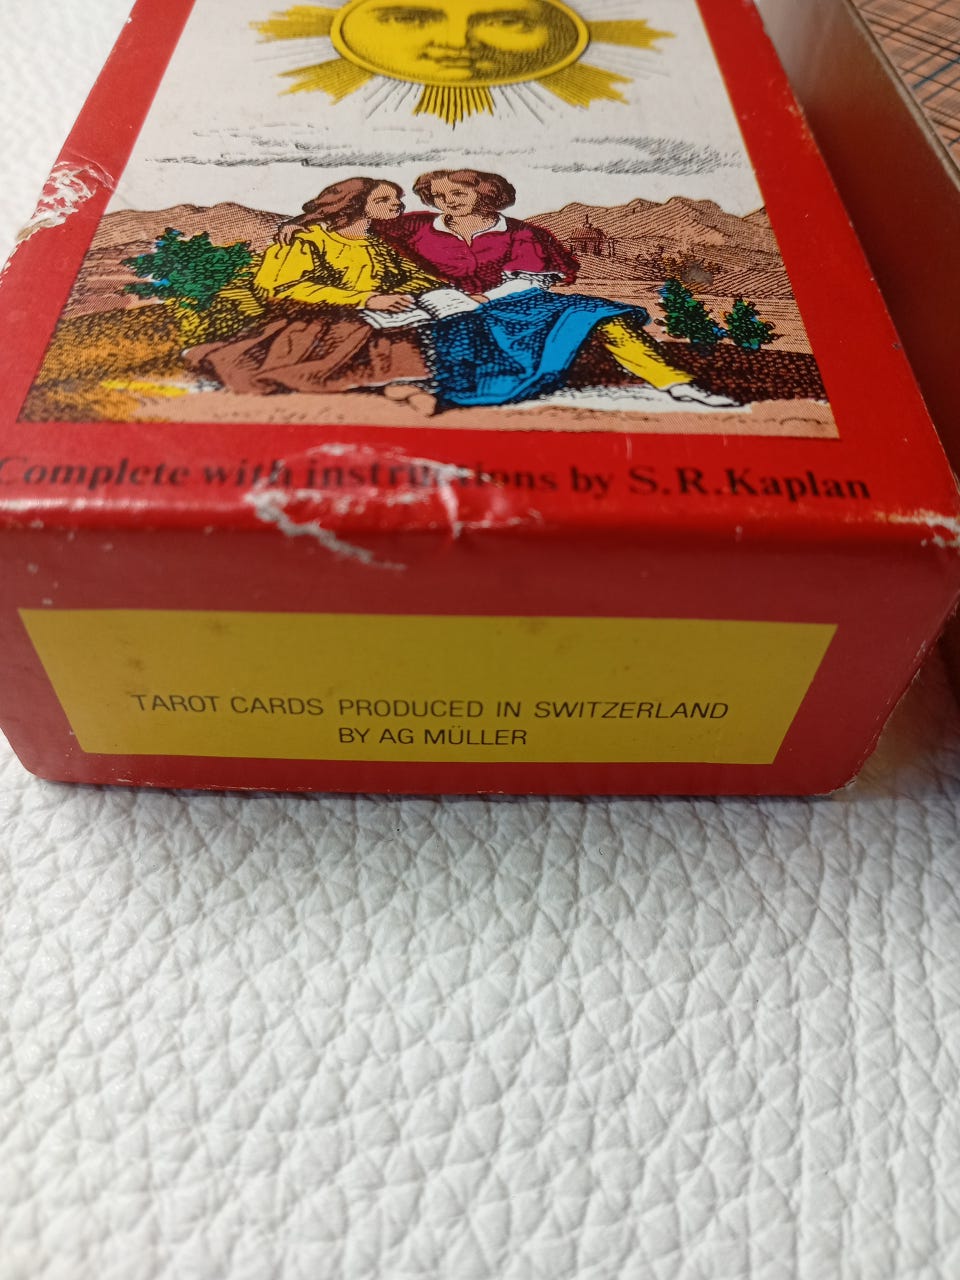 Complete with instructions by S.R.Kaplan
TAROT CARDS PRODUCED IN SWITZERLAND
BY AG MÜLLER